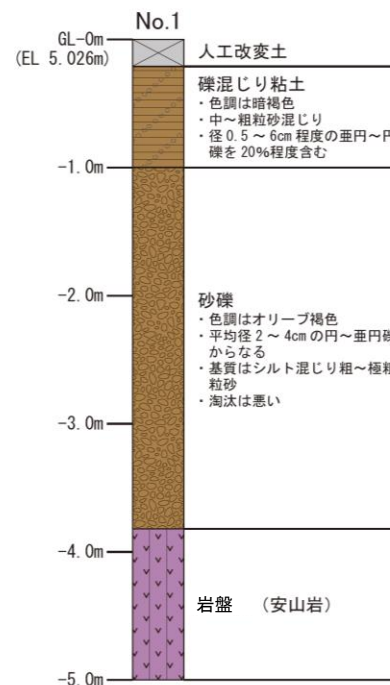 No.1
GL-0m
(EL 5.026m)
人工改変土
礫混じり粘土
・色調は暗褐色
・中～粗粒砂混じり
・径0.5～6cm程度の亜円～円
礫を20%程度含む
-1.0m
-2.0m
砂礫
・色調はオリーブ褐色
・平均径2～4cmの円～亜円礫
からなる
・基質はシルト混じり粗～極粗
粒砂
・淘汰は悪い
-3.0m
-4.0m
岩盤 （安山岩）
-5.0m